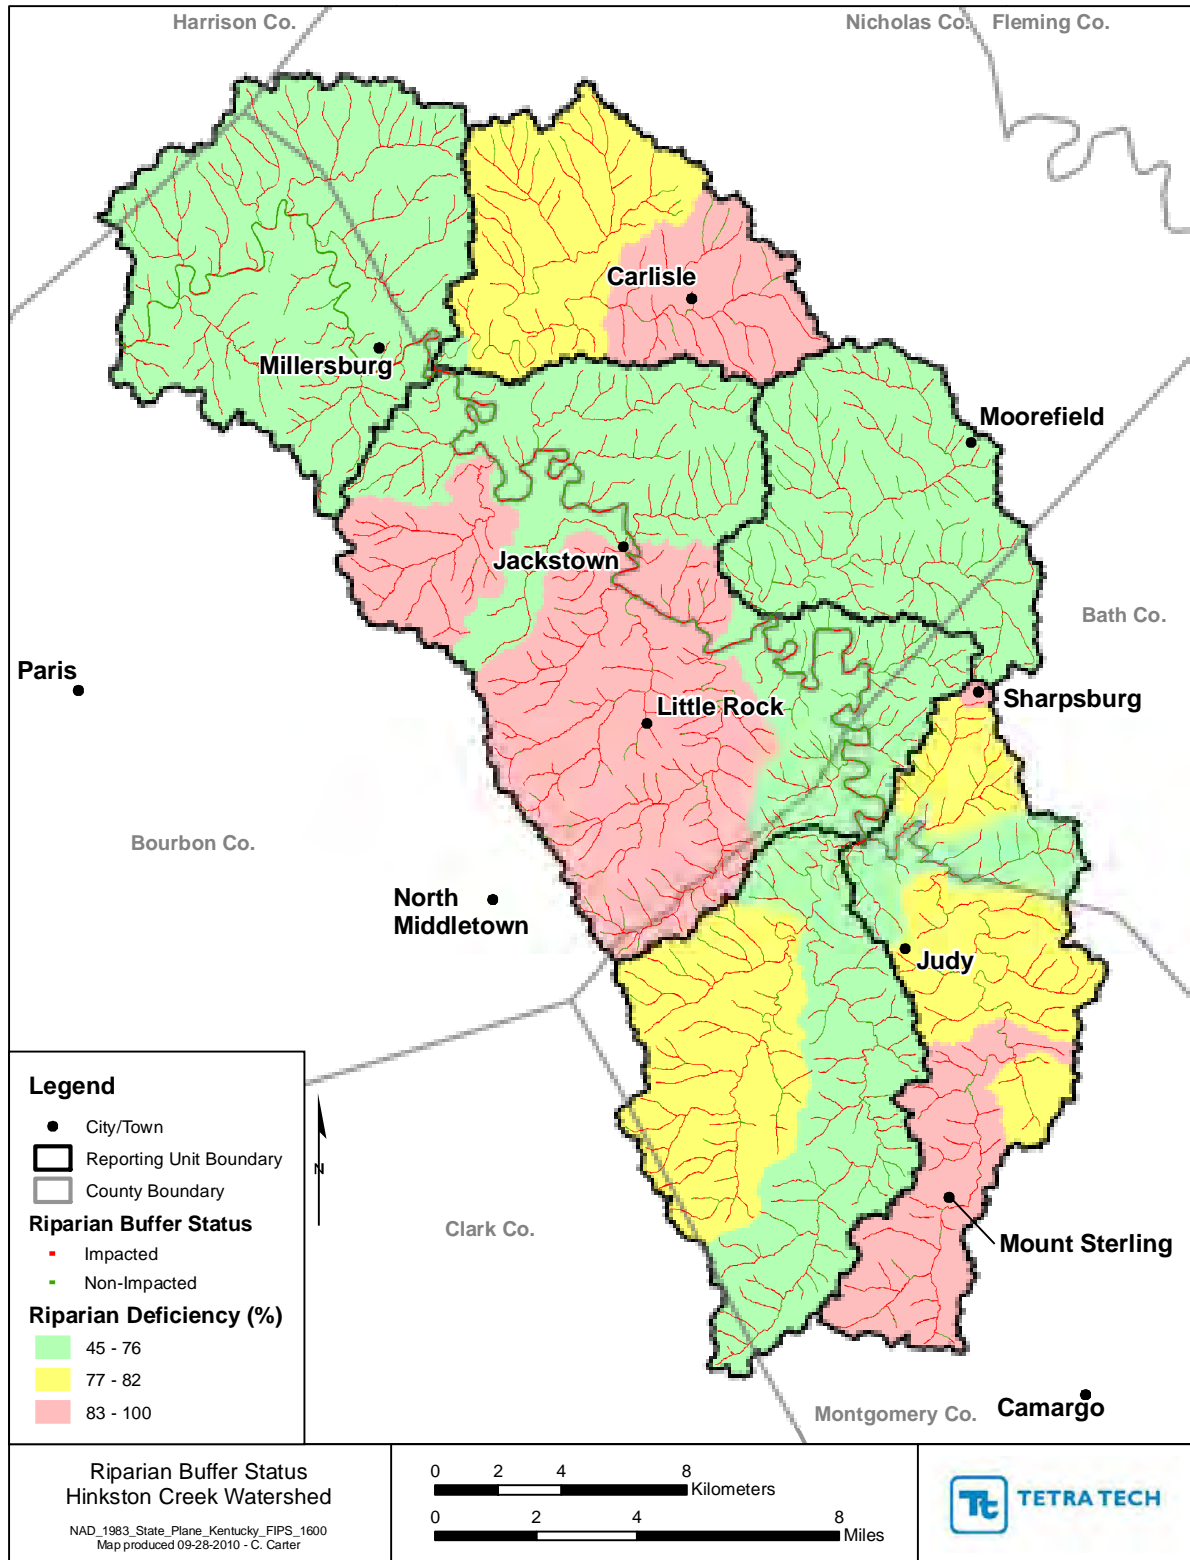 Harrison Co.
Nicholas Co.
Fleming Co.
Carlisle
Millersburg
Moorefield
Jackstown
Bath Co.
Paris
Sharpsburg
Little Rock
Bourbon Co.
North
Middletown
Judy
Clark Co.
Mount Sterling
Montgomery Co.
Camargo
Legend
City/Town
Reporting Unit Boundary
County Boundary
Riparian Buffer Status
Impacted
Non-Impacted
Riparian Deficiency (%)
45 - 76
77 - 82
83 - 100
N
Riparian Buffer Status
Hinkston Creek Watershed
NAD_1983_State_Plane_Kentucky_FIPS_1600
Map produced 09-28-2010 - C. Carter
0 2 4 8
Kilometers
0 2 4 8
Miles
Tt TETRA TECH